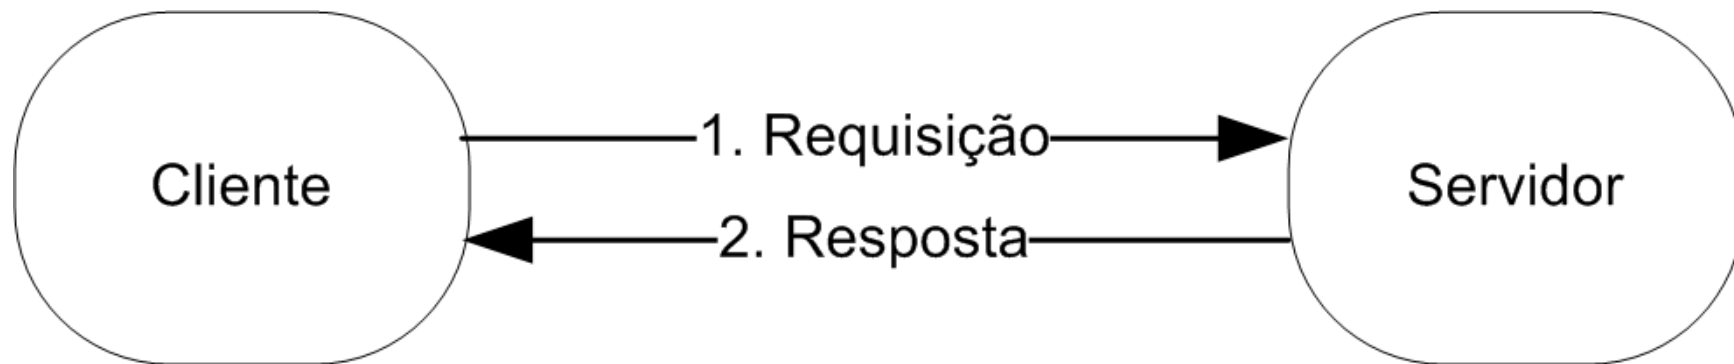 Cliente
1. Requisição
2. Resposta
Servidor